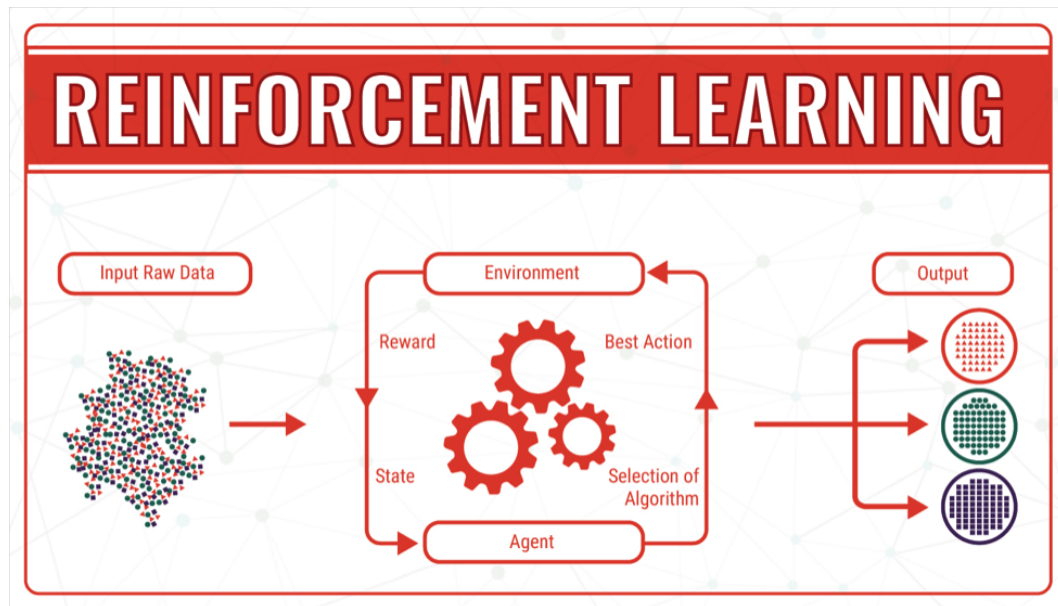 REINFORCEMENT LEARNING
Input Raw Data
Environment
Output
Reward
Best Action
State
Selection of
Algorithm
Agent